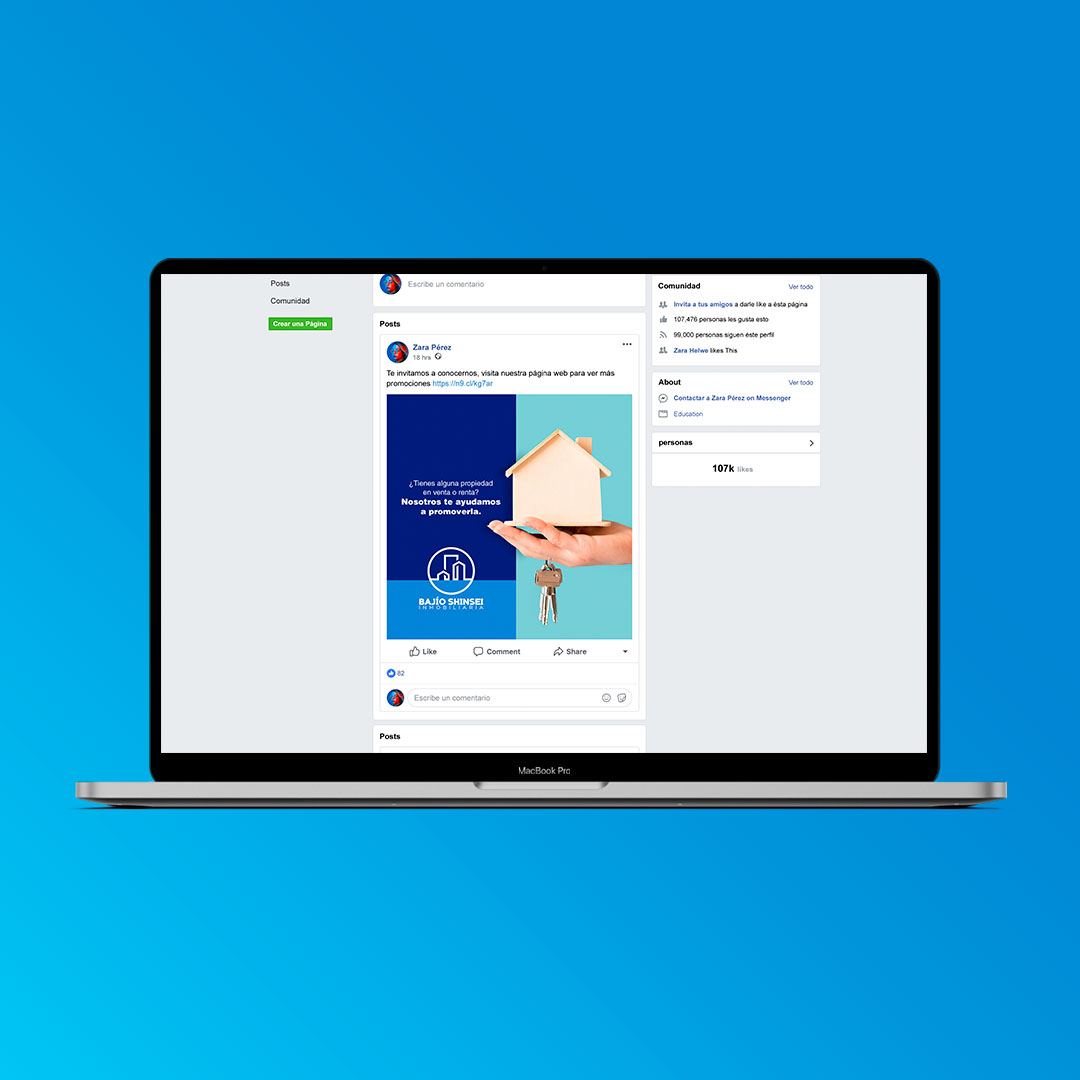 Posts
Comunidad
Crear una Página
Escribe un comentario
Posts
Zara Pérez
18 hrs
Te invitamos a conocernos, visita nuestra página web para ver más
promociones https://n9.cl/kg7ar
¿Tienes alguna propiedad
en venta o renta?
Nosotros te ayudamos
a promoverla.
BAJÍO SHINSEI
INMOBILIARIA
Like Comment Share
82
Escribe un comentario
Posts
Comunidad Ver todo
Invita a tus amigos a darle like a ésta página
107,476 personas les gusta esto
99,000 personas siguen éste perfil
Zara Helwe likes This
About Ver todo
Contactar a Zara Pérez on Messenger
Education
personas
107k likes
MacBook Pro